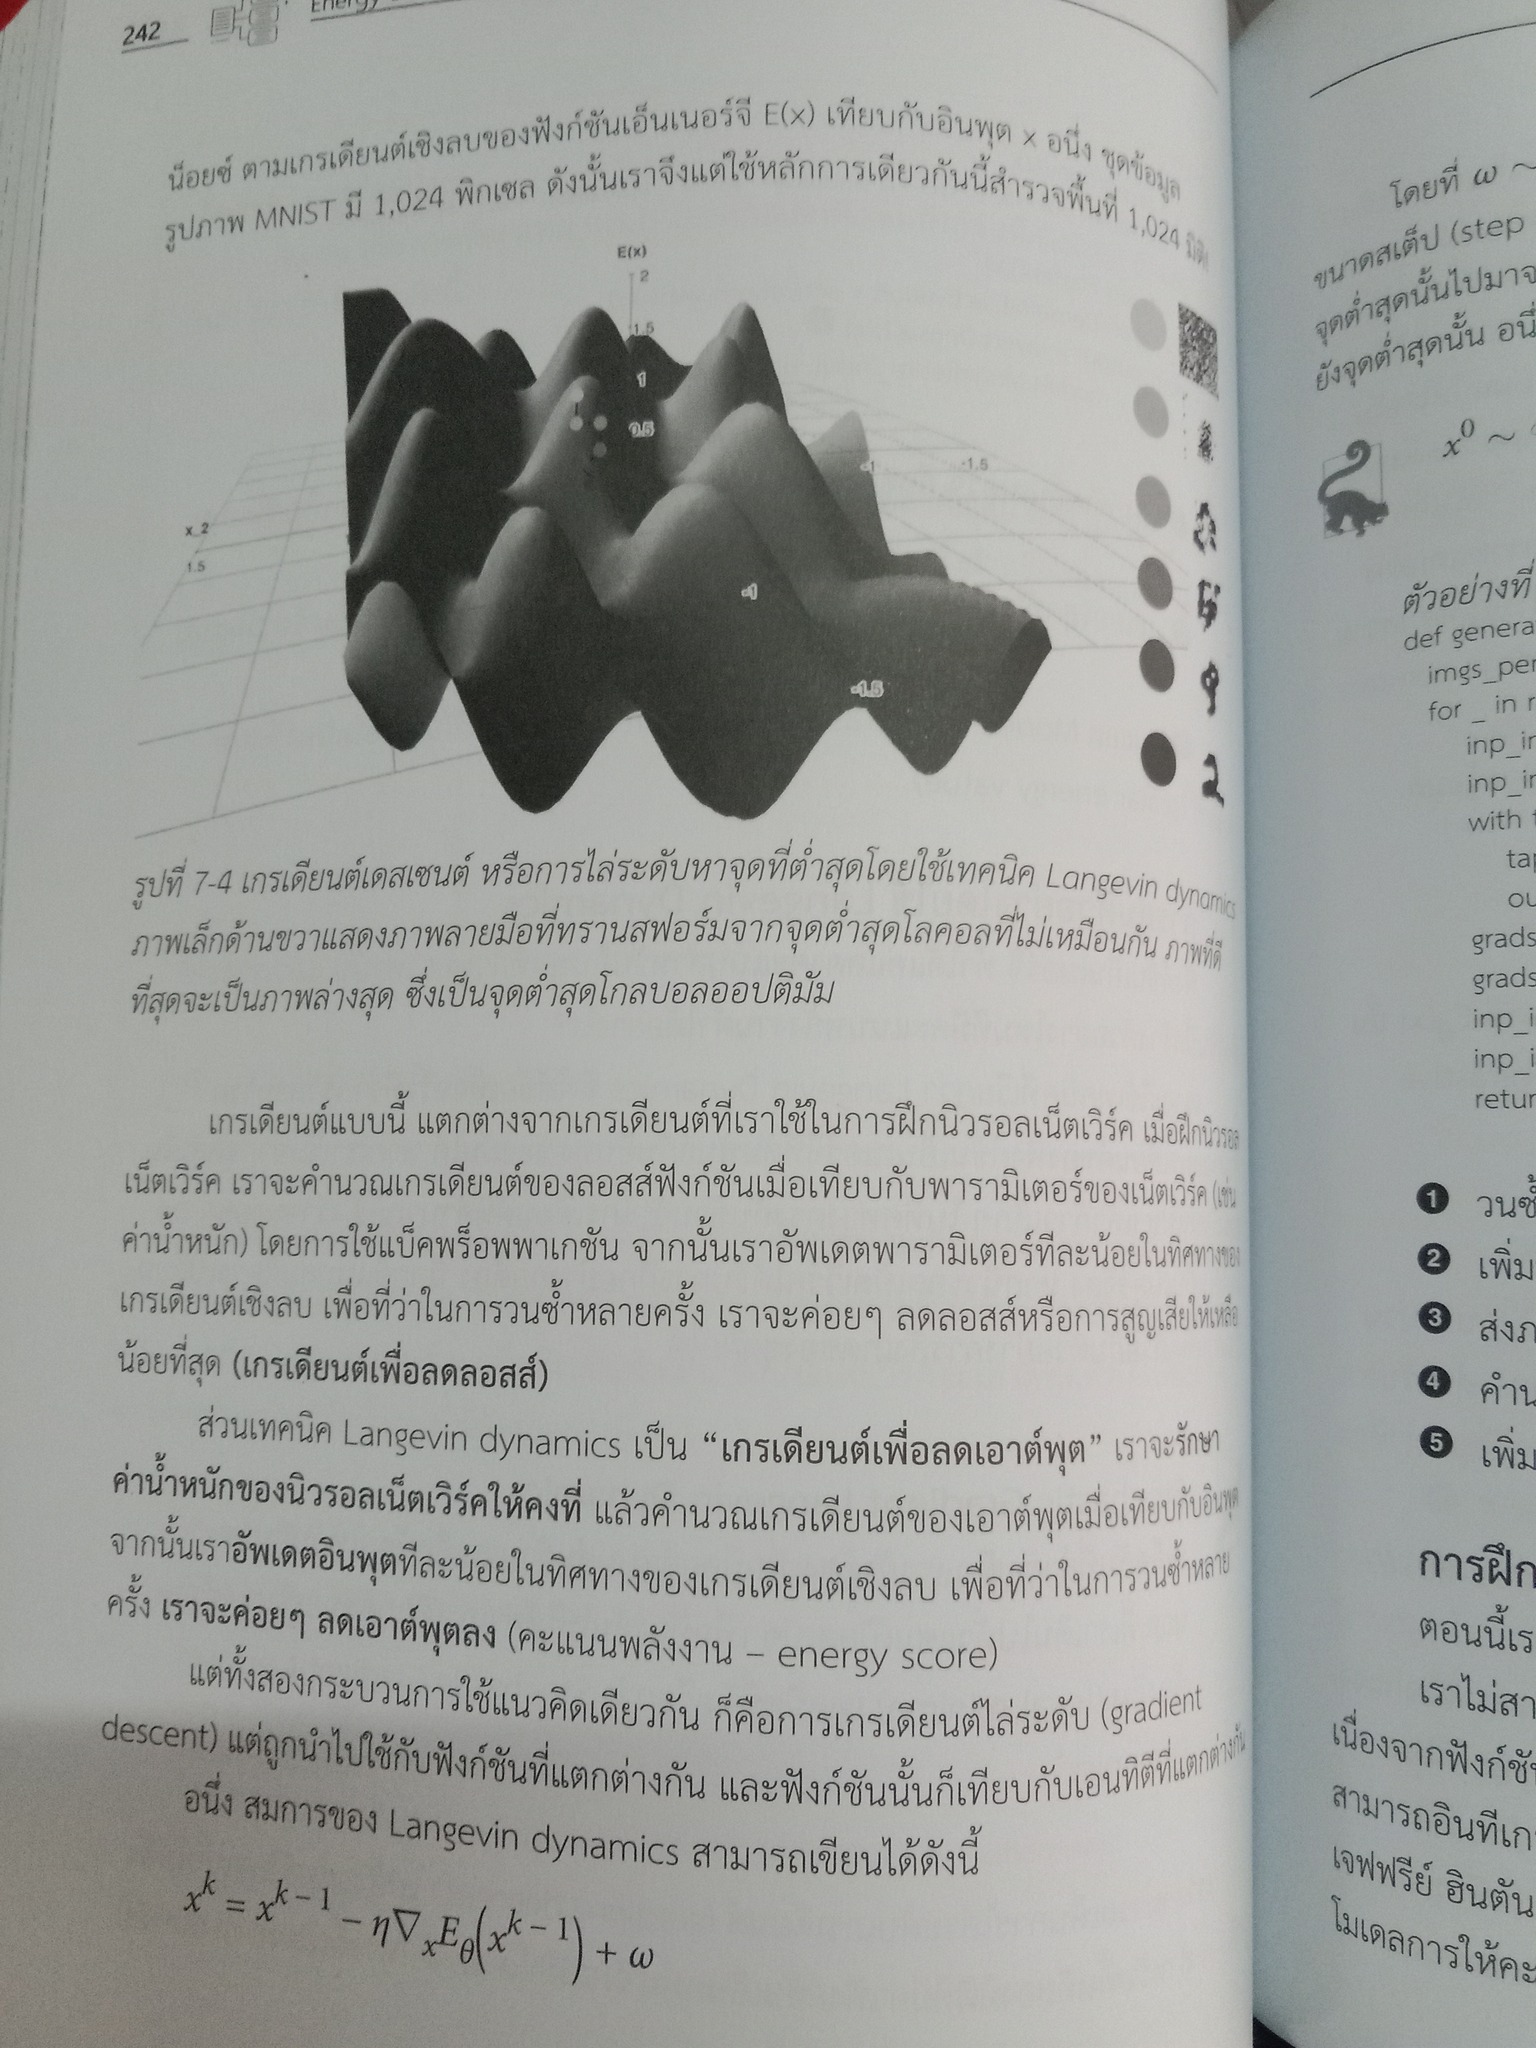 242
น็อยซ์ ตามเกรเดียนต์เชิงลบของฟังก์ชันเอ็นเนอร์จี E(x) เทียบกับอินพุต x อนึ่ง ชุดข้อมูล
รูปภาพ MNIST มี 1,024 พิกเซล ดังนั้นเราจึงแต่ใช้หลักการเดียวกันนี้สำรวจพื้นที่ 1,024 มิติ
E(x)
2
1.5
1
0.5
-1
-1.5
x_2
1.5
-1
-1.5
รูปที่ 7-4 เกรเดียนต์เดสเซนต์ หรือการไล่ระดับหาจุดที่ต่ำสุดโดยใช้เทคนิค Langevin dynamics
ภาพเล็กด้านขวาแสดงภาพลายมือที่ทรานสฟอร์มจากจุดต่ำสุดโลคอลที่ไม่เหมือนกัน ภาพที่ดี
ที่สุดจะเป็นภาพล่างสุด ซึ่งเป็นจุดต่ำสุดโกลบอลออปติมัม
เกรเดียนต์แบบนี้ แตกต่างจากเกรเดียนต์ที่เราใช้ในการฝึกนิวรอลเน็ตเวิร์ค เมื่อฝึกนิวรอล
เน็ตเวิร์ค เราจะคำนวณเกรเดียนต์ของลอสส์ฟังก์ชันเมื่อเทียบกับพารามิเตอร์ของเน็ตเวิร์ค (เช่น
ค่าน้ำหนัก) โดยการใช้แบ็คพร็อพพาเกชัน จากนั้นเราอัพเดตพารามิเตอร์ทีละน้อยในทิศทางของ
เกรเดียนต์เชิงลบ เพื่อที่ว่าในการวนซ้ำหลายครั้ง เราจะค่อยๆ ลดลอสส์หรือการสูญเสียให้เหลือ
น้อยที่สุด (เกรเดียนต์เพื่อลดลอสส์)
ส่วนเทคนิค Langevin dynamics เป็น “เกรเดียนต์เพื่อลดเอาต์พุต” เราจะรักษา
ค่าน้ำหนักของนิวรอลเน็ตเวิร์คให้คงที่ แล้วคำนวณเกรเดียนต์ของเอาต์พุตเมื่อเทียบกับอินพุต
จากนั้นเราอัพเดตอินพุตทีละน้อยในทิศทางของเกรเดียนต์เชิงลบ เพื่อที่ว่าในการวนซ้ำหลาย
ครั้ง เราจะค่อยๆ ลดเอาต์พุตลง (คะแนนพลังงาน – energy score)
แต่ทั้งสองกระบวนการใช้แนวคิดเดียวกัน ก็คือการเกรเดียนต์ไล่ระดับ (gradient
descent) แต่ถูกนำไปใช้กับฟังก์ชันที่แตกต่างกัน และฟังก์ชันนั้นก็เทียบกับเอนทิตีที่แตกต่างกัน
อนึ่ง สมการของ Langevin dynamics สามารถเขียนได้ดังนี้
x^k = x^{k – 1} – η∇_x E_θ(x^{k – 1}) + ω
โดยที่ ω ~
ขนาดสเต็ป (step
จุดต่ำสุดนั้นไปมาจ
ยังจุดต่ำสุดนั้น อนึ่
x^0 ~
ตัวอย่างที่
def genera
imgs_per
for _ in r
inp_in
inp_in
with
tap
ou
grads
grads
inp_i
inp_i
retur
1 วนซ้
2 เพิ่ม
3 ส่งภ
4 คำน
5 เพิ่ม
การฝึก
ตอนนี้เร
เราไม่สา
เนื่องจากฟังก์ชั
สามารถอินทีเก
เจฟฟรีย์ ฮินตัน
โมเดลการให้คะ